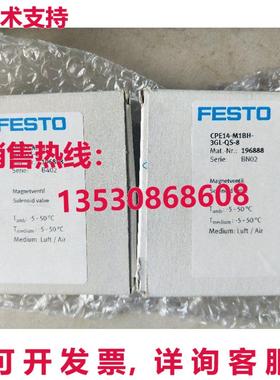 技术支持
FESTO
FESTO
CPE14-M1BH-
3GL-QS-8
Mat. Nr.: 196888
Serie: BN02
销售热线：
13530868608
Serie: B402
Magnetventil
Solenoid valve
Tamb: -5 - 50 °C
Tmedium: -5 - 50 °C
Medium: Luft / Air
Magnetventil
Solenoid valve
Tamb: -5 - 50 °C
Tmedium: -5 - 50 °C
Medium: Luft / Air
可开发票，详询客服